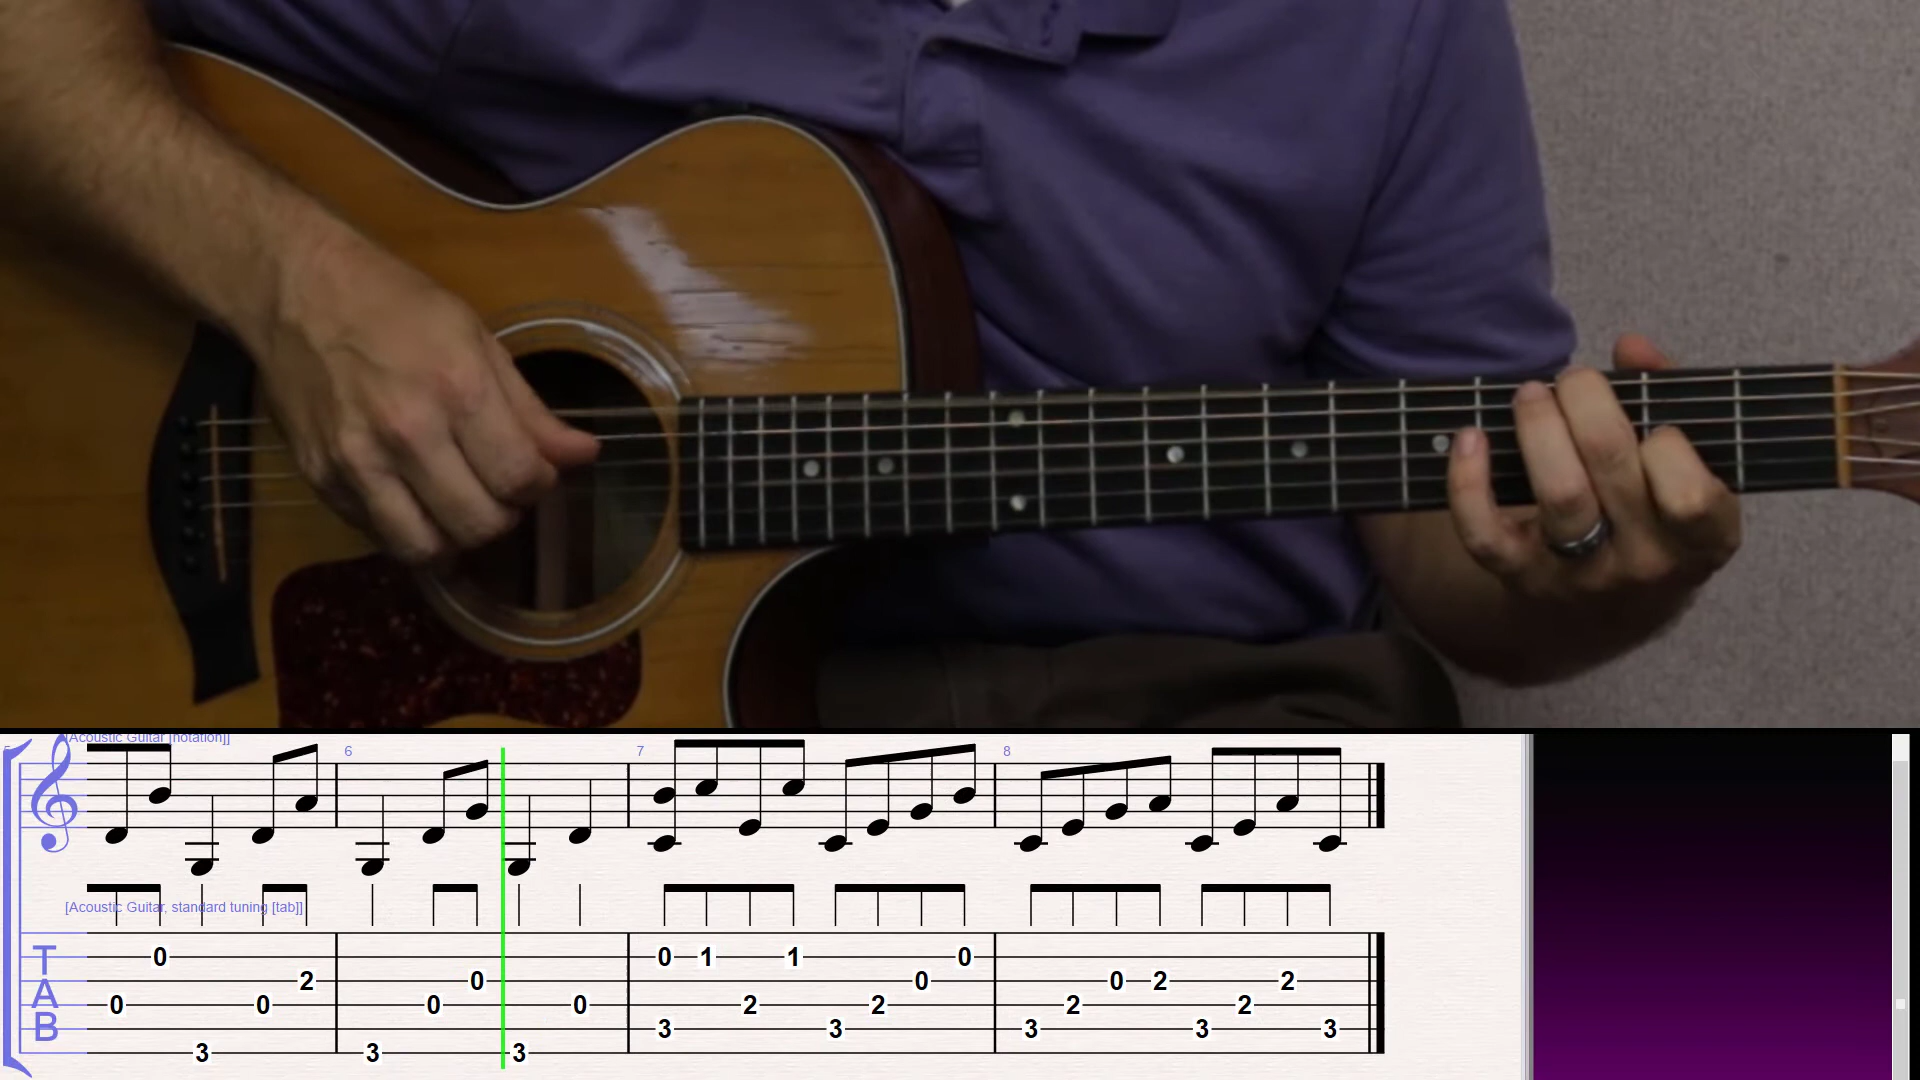 [Acoustic Guitar [notation]]
5 6 7 8
[Acoustic Guitar, standard tuning [tab]]
0 1 1 0
2 0 0 0 2 2
0 0 0 0 2 2 2 2
3 3 3 3 3
3 3 3
T
A
B